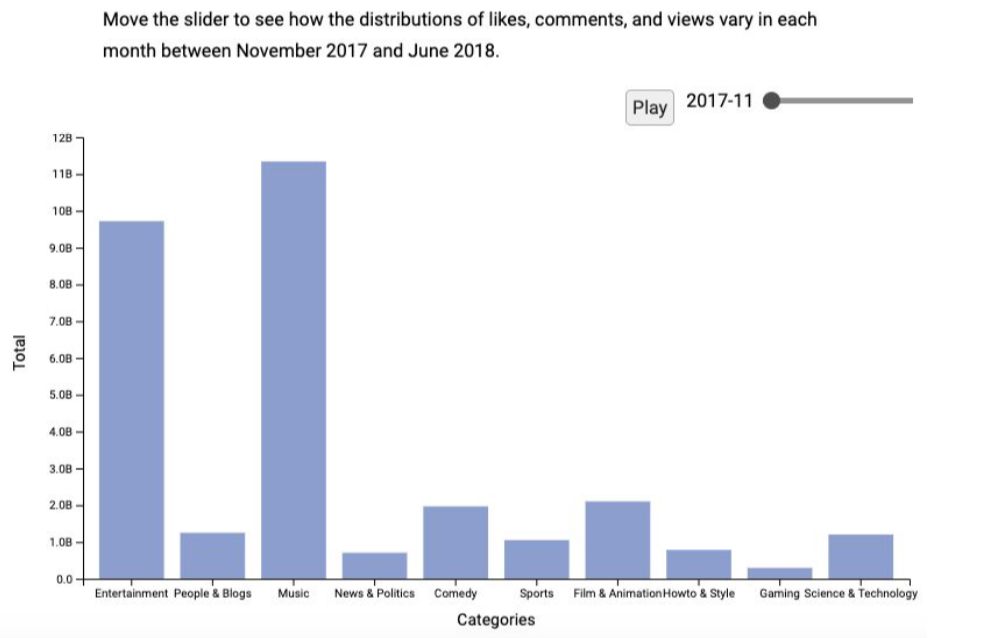 Move the slider to see how the distributions of likes, comments, and views vary in each
month between November 2017 and June 2018.
Play 2017-11
12B
11B
10B
9.0B
8.0B
7.0B
6.0B
5.0B
4.0B
3.0B
2.0B
1.0B
0.0
Total
Entertainment People & Blogs Music News & Politics Comedy Sports Film & Animation Howto & Style Gaming Science & Technology
Categories